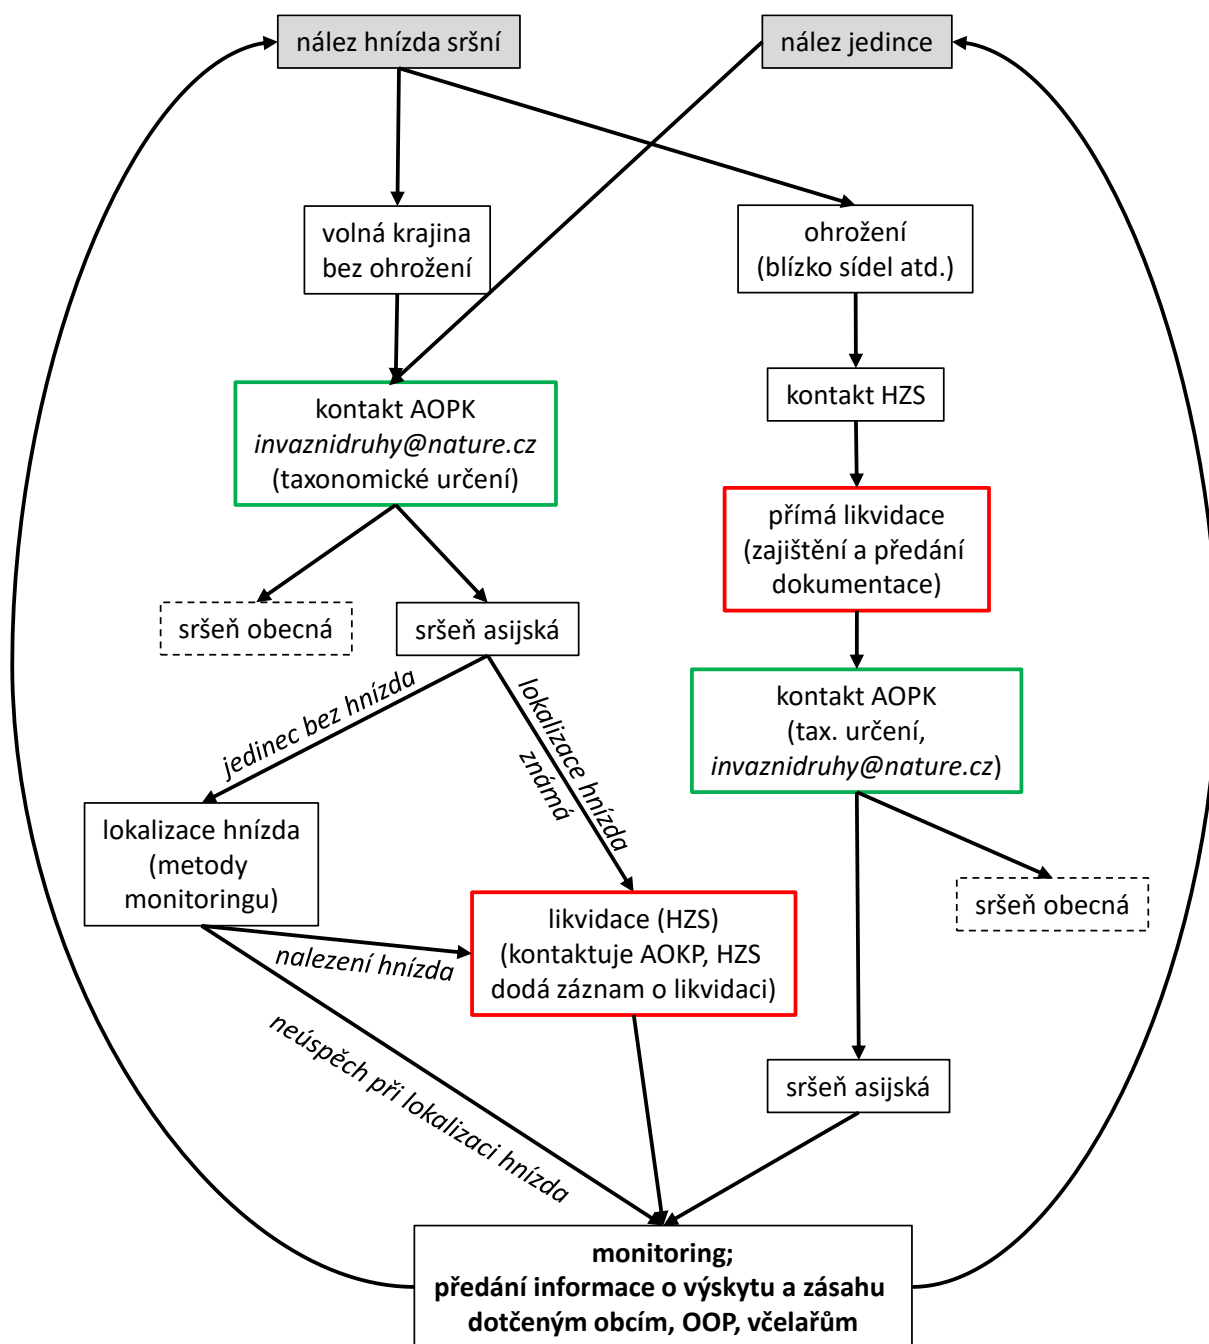 nález hnízda sršní
nález jedince
volná krajina
bez ohrožení
ohrožení
(blízko sídel atd.)
kontakt AOPK
invaznidruhy@nature.cz
(taxonomické určení)
kontakt HZS
přímá likvidace
(zajištění a předání
dokumentace)
sršeň obecná
sršeň asijská
jedinec bez hnízda
lokalizace hnízda
známá
kontakt AOPK
(tax. určení,
invaznidruhy@nature.cz)
lokalizace hnízda
(metody
monitoringu)
nalezení hnízda
likvidace (HZS)
(kontaktuje AOKP, HZS
dodá záznam o likvidaci)
sršeň obecná
neúspěch při lokalizaci hnízda
sršeň asijská
monitoring;
předání informace o výskytu a zásahu
dotčeným obcím, OOP, včelařům